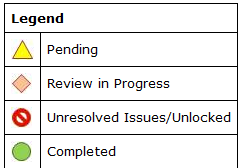 Legend
Pending
Review in Progress
Unresolved Issues/Unlocked
Completed